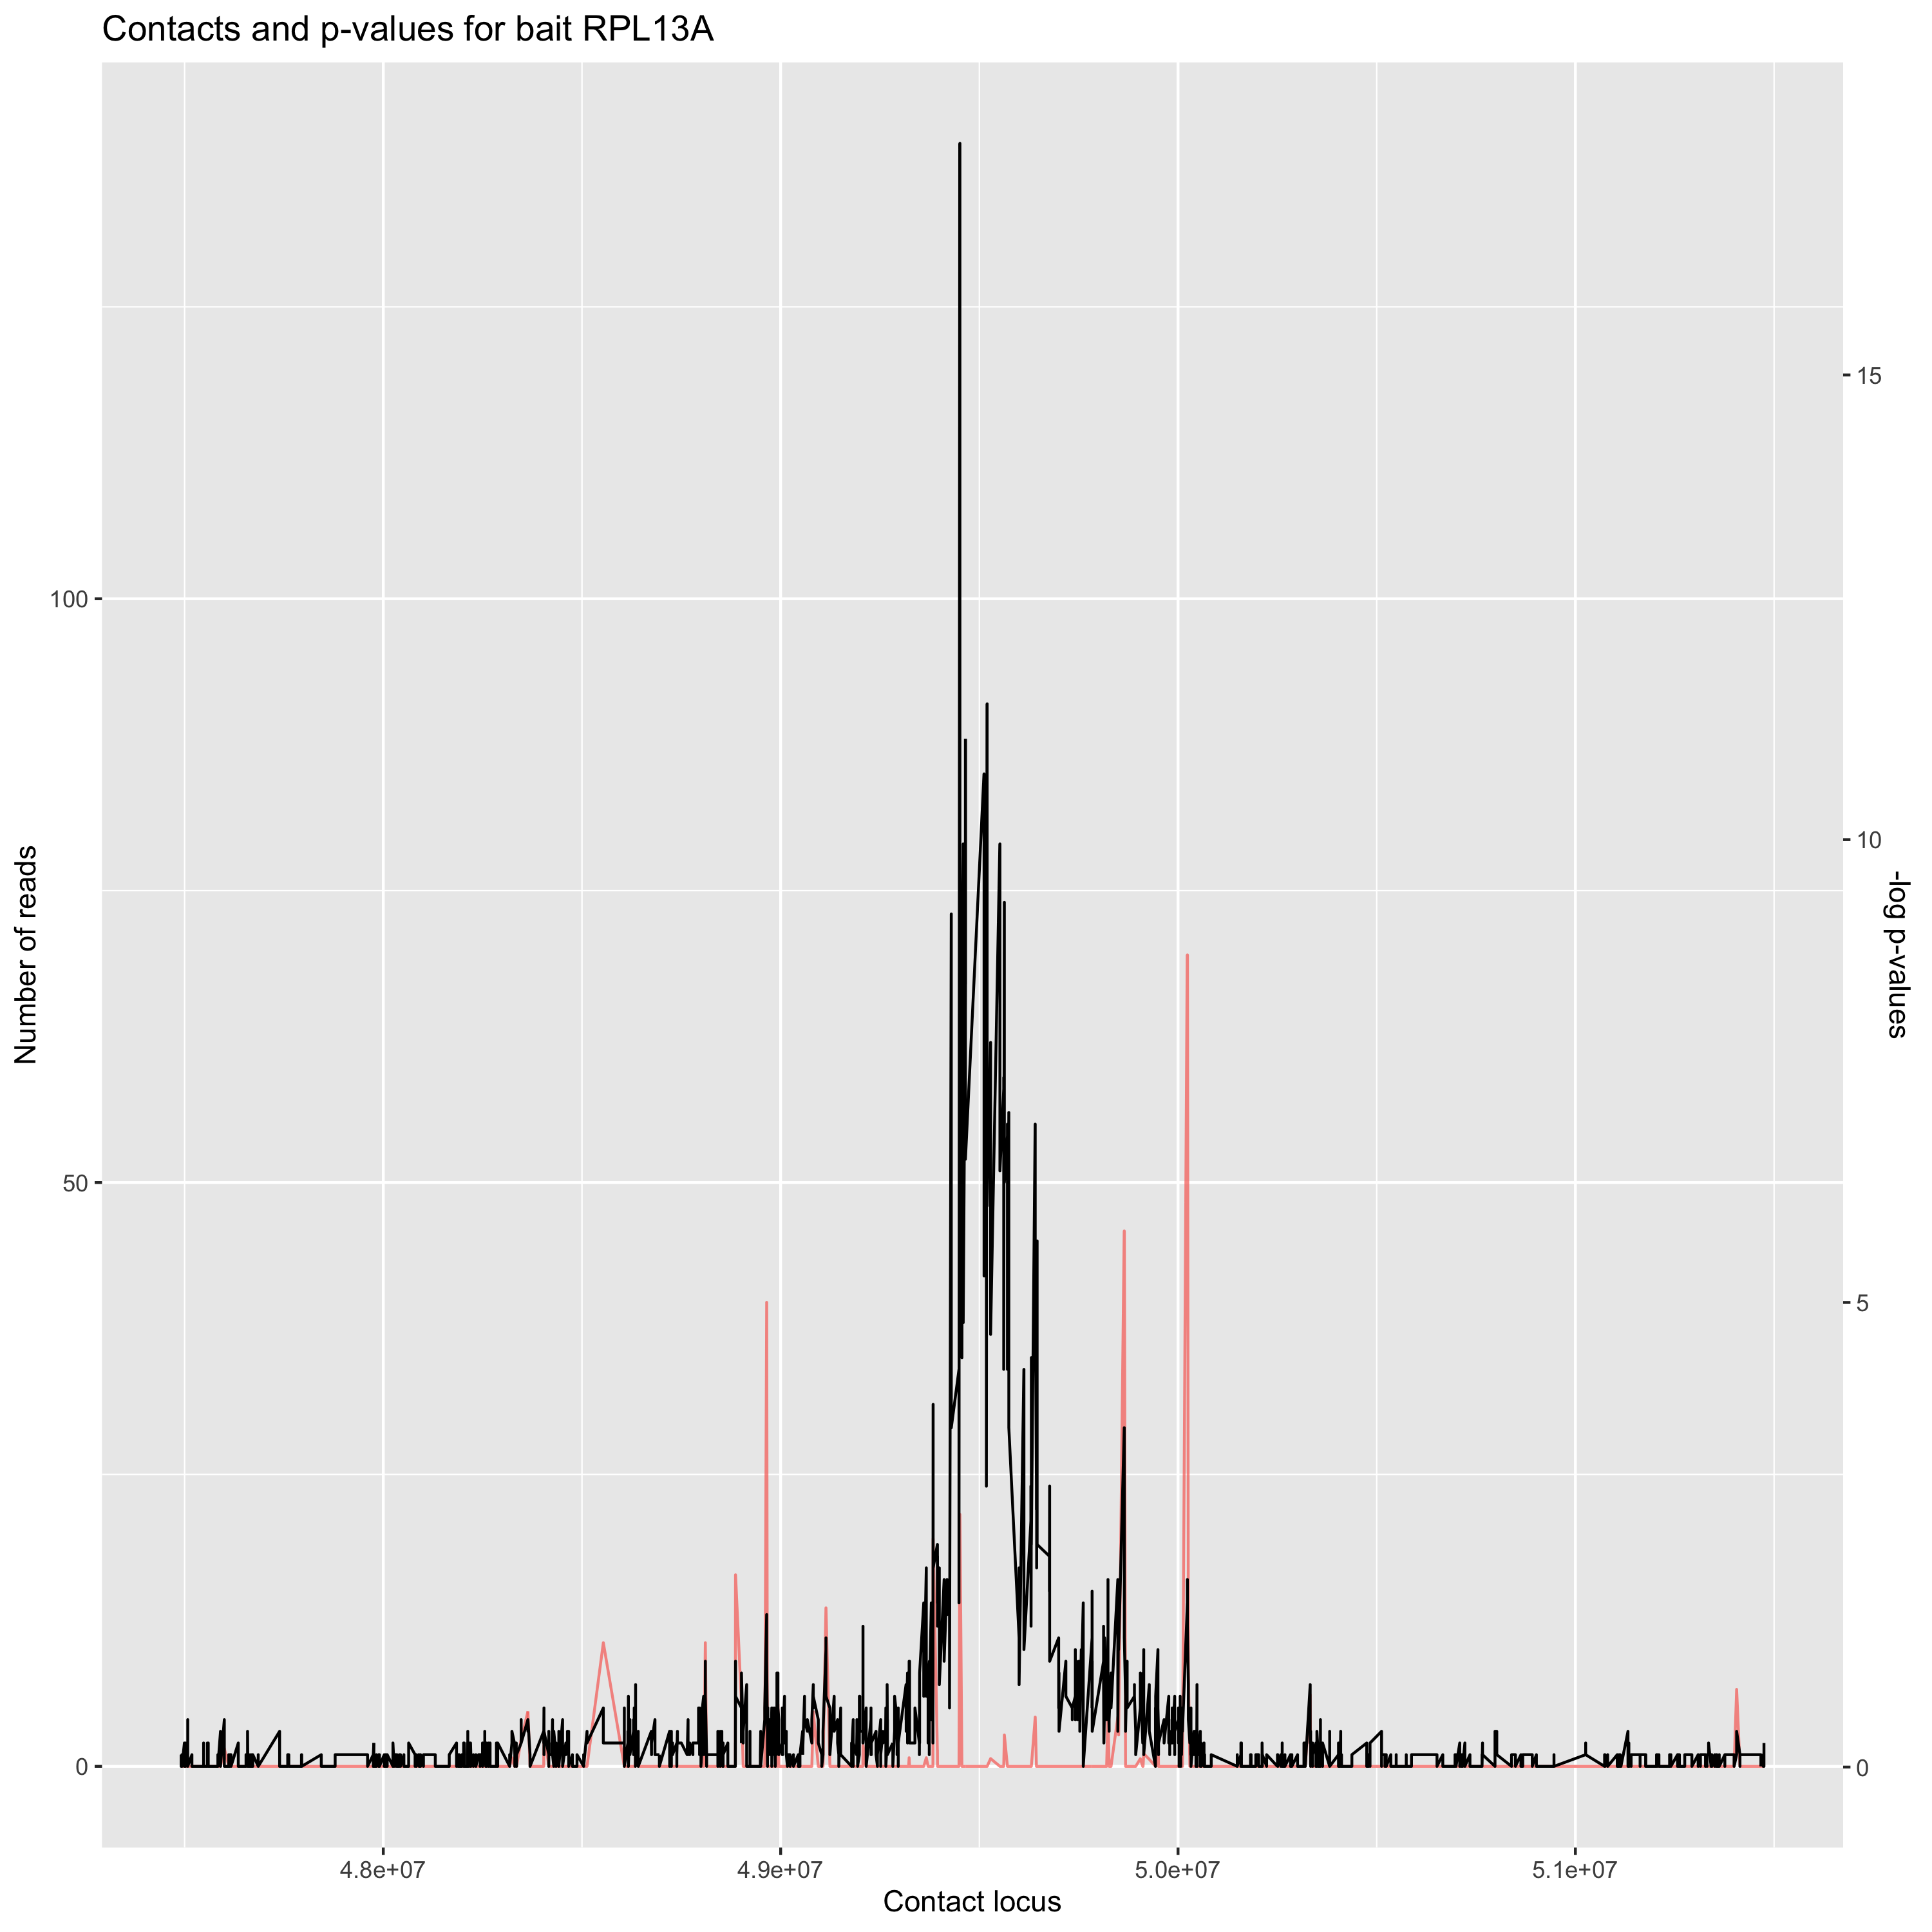 Contacts and p-values for bait RPL13A
Number of reads
100
50
0
15
10
5
0
-log p-values
4.8e+07
4.9e+07
5.0e+07
5.1e+07
Contact locus